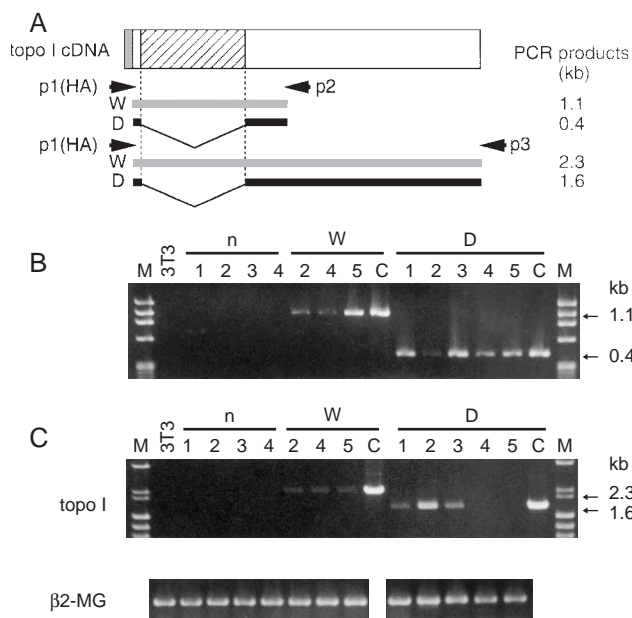 A
topo I cDNA
PCR products
(kb)
p1(HA) p2
W 1.1
D 0.4
p1(HA) p3
W 2.3
D 1.6
B
n W D
M 3T3 1 2 3 4 2 4 5 C 1 2 3 4 5 C M kb
1.1
0.4
C
n W D
M 3T3 1 2 3 4 2 4 5 C 1 2 3 4 5 C M kb
topo I
2.3
1.6
β2-MG